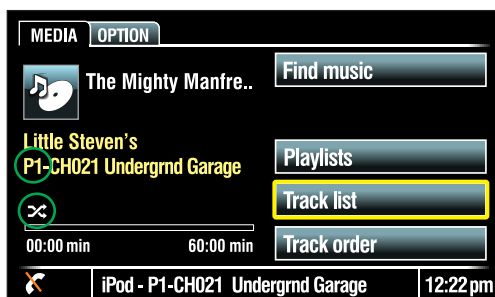 MEDIA OPTION
The Mighty Manfre..
Find music
Little Steven's
P1-CH021 Undergrnd Garage
Playlists
Track list
00:00 min 60:00 min
Track order
iPod - P1-CH021 Undergrnd Garage 12:22 pm